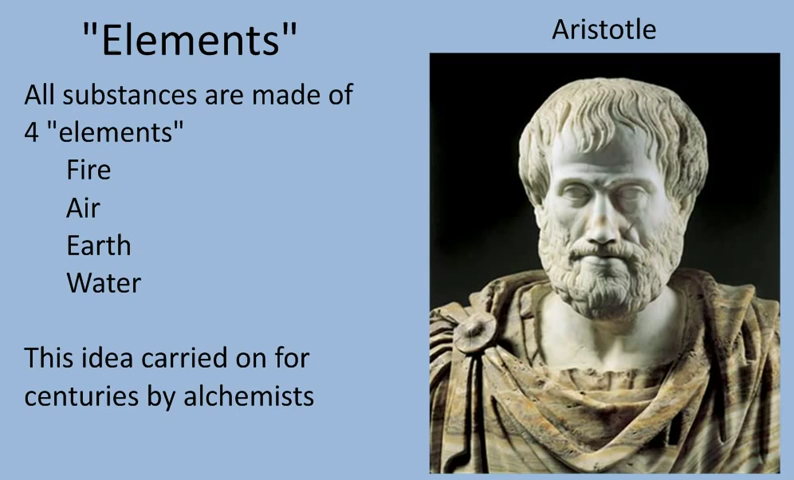 "Elements"
All substances are made of
4 "elements"
Fire
Air
Earth
Water
This idea carried on for
centuries by alchemists
Aristotle